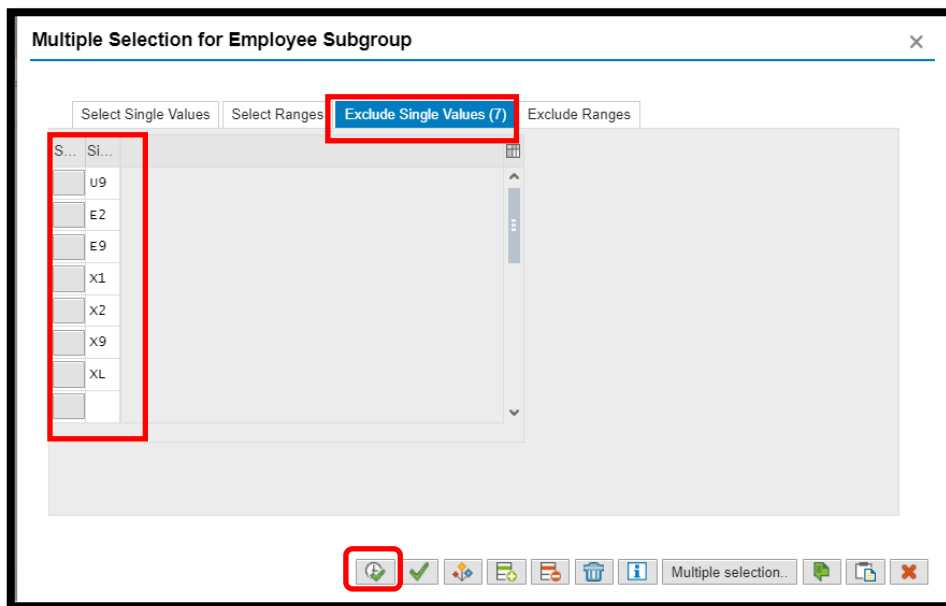 Multiple Selection for Employee Subgroup
Select Single Values Select Ranges Exclude Single Values (7) Exclude Ranges
S... Si...
U9
E2
E9
X1
X2
X9
XL
Multiple selection..